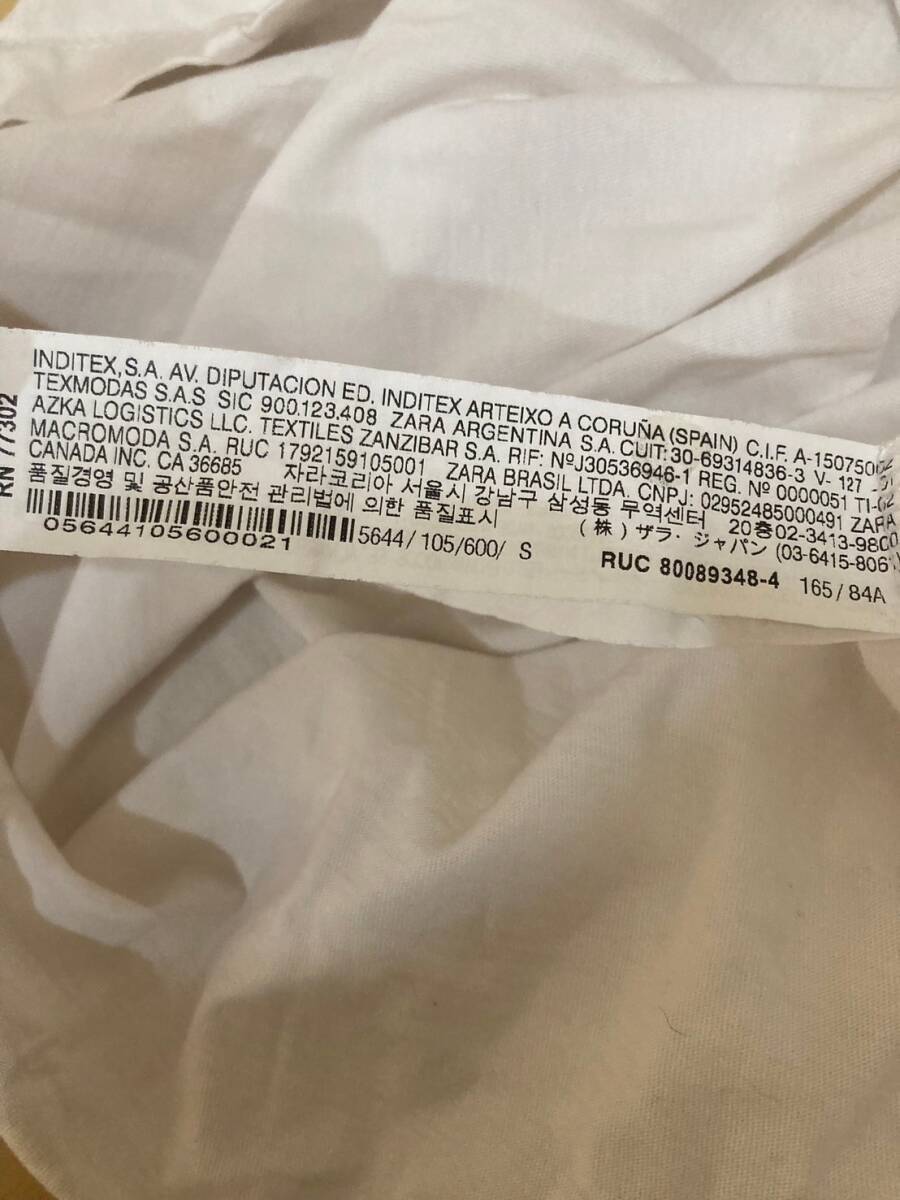 RN 77302
INDITEX, S.A. AV. DIPUTACION ED. INDITEX ARTEIXO A CORUÑA (SPAIN) C.I.F. A-15075062
TEXMODAS S.A.S SIC 900.123.408 ZARA ARGENTINA S.A. CUIT: 30-69314836-3 V- 127
AZKA LOGISTICS LLC. TEXTILES ZANZIBAR S.A. RIF: NºJ30536946-1 REG. Nº 0000051
MACROMODA S.A. RUC 1792159105001 ZARA BRASIL LTDA. CNPJ: 02952485000491 ZARA
CANADA INC. CA 36685 자라코리아 서울시 강남구 삼성동 무역센터 20층02-3413-9800
품질경영 및 공산품안전 관리법에 의한 품질표시 (株) ザラ・ジャパン (03-6415-8061)
05644105600021 5644/105/600/ S RUC 80089348-4 165/84A